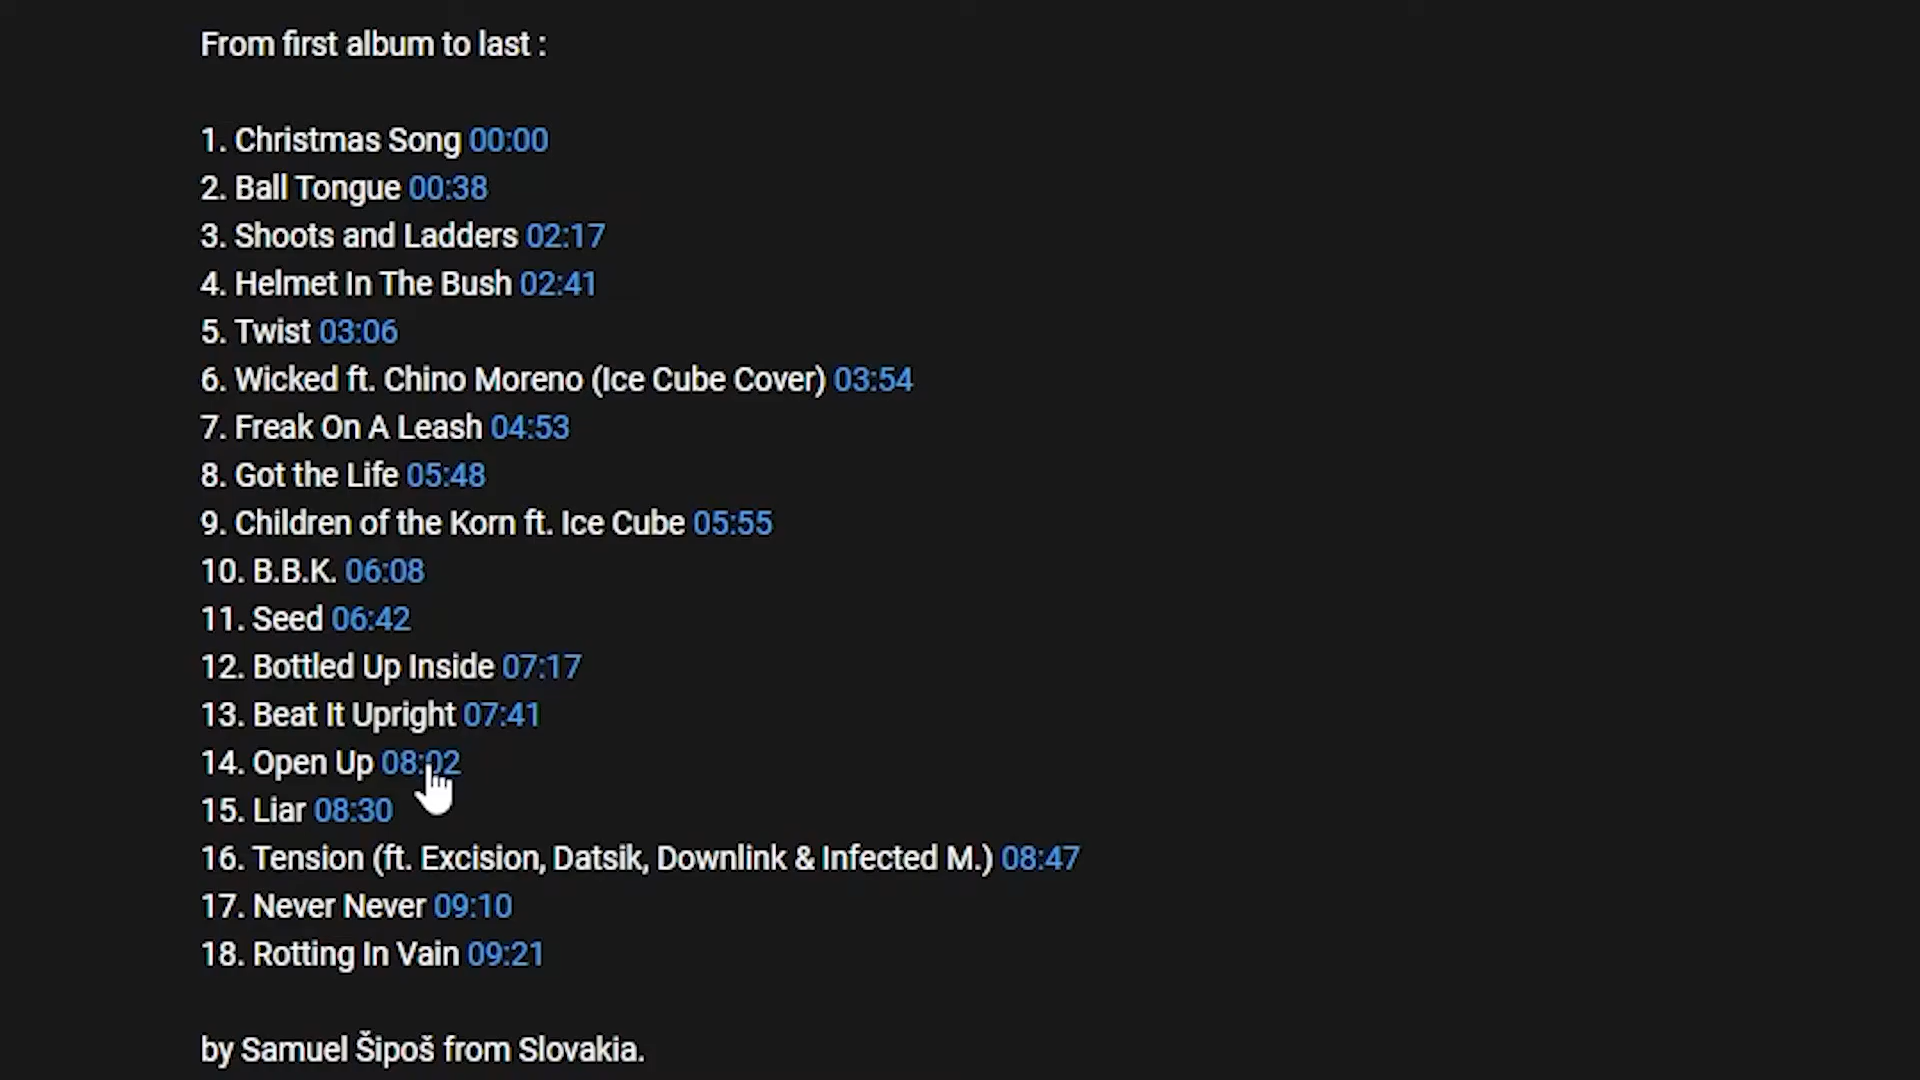 From first album to last :
1. Christmas Song 00:00
2. Ball Tongue 00:38
3. Shoots and Ladders 02:17
4. Helmet In The Bush 02:41
5. Twist 03:06
6. Wicked ft. Chino Moreno (Ice Cube Cover) 03:54
7. Freak On A Leash 04:53
8. Got the Life 05:48
9. Children of the Korn ft. Ice Cube 05:55
10. B.B.K. 06:08
11. Seed 06:42
12. Bottled Up Inside 07:17
13. Beat It Upright 07:41
14. Open Up 08:02
15. Liar 08:30
16. Tension (ft. Excision, Datsik, Downlink & Infected M.) 08:47
17. Never Never 09:10
18. Rotting In Vain 09:21
by Samuel Šipoš from Slovakia.